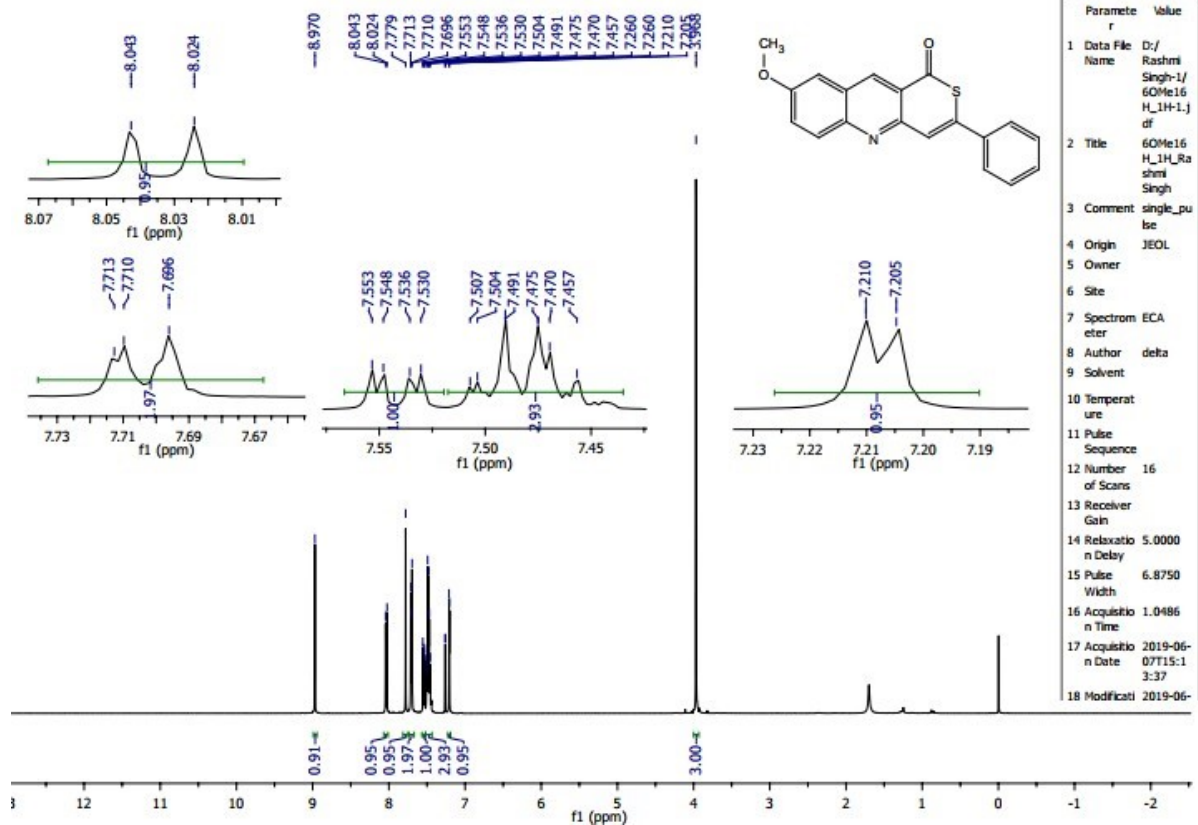 8.043
8.024
8.07 8.05 8.03 8.01
f1 (ppm)
0.95
8.970
8.043
8.024
7.779
7.713
7.710
7.696
7.553
7.548
7.536
7.530
7.504
7.491
7.475
7.470
7.457
7.260
7.260
7.210
7.205
3.968
CH₃
O
O
S
N
7.713
7.710
7.696
1.97
7.73 7.71 7.69 7.67
f1 (ppm)
7.553
7.548
7.536
7.530
7.507
7.504
7.491
7.475
7.470
7.457
1.00
2.93
7.55 7.50 7.45
f1 (ppm)
7.210
7.205
0.95
7.23 7.22 7.21 7.20 7.19
f1 (ppm)
Paramete Value
r
1 Data File D:/
Name Rashmi
Singh-1/
6OMe16
H_1H-1.j
df
2 Title 6OMe16
H_1H_Ra
shmi
Singh
3 Comment single_pu
lse
4 Origin JEOL
5 Owner
6 Site
7 Spectrom ECA
eter
8 Author delta
9 Solvent
10 Temperat
ure
11 Pulse
Sequence
12 Number 16
of Scans
13 Receiver
Gain
14 Relaxatio 5.0000
n Delay
15 Pulse 6.8750
Width
16 Acquisitio 1.0486
n Time
17 Acquisitio 2019-06-
n Date 07T15:1
3:37
18 Modificati 2019-06-
0.91
0.95
0.95
1.97
1.00
2.93
0.95
3.00
3 12 11 10 9 8 7 6 5 4 3 2 1 0 -1 -2
f1 (ppm)